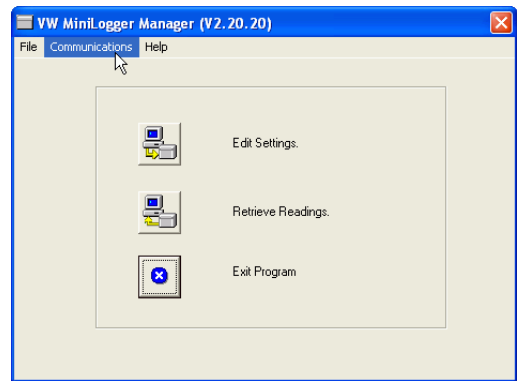 VW MiniLogger Manager (V2.20.20)
File Communications Help
Edit Settings.
Retrieve Readings.
Exit Program